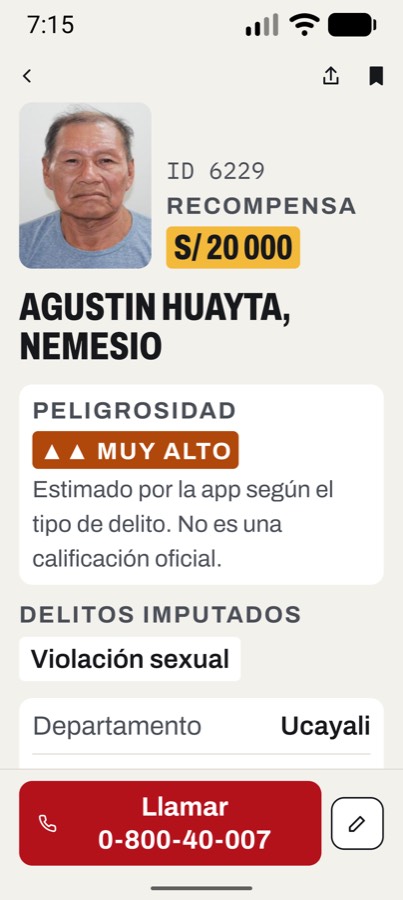 7:15
ID 6229
RECOMPENSA
S/ 20 000
AGUSTIN HUAYTA,
NEMESIO
PELIGROSIDAD
▲▲ MUY ALTO
Estimado por la app según el
tipo de delito. No es una
calificación oficial.
DELITOS IMPUTADOS
Violación sexual
Departamento Ucayali
Llamar
0-800-40-007